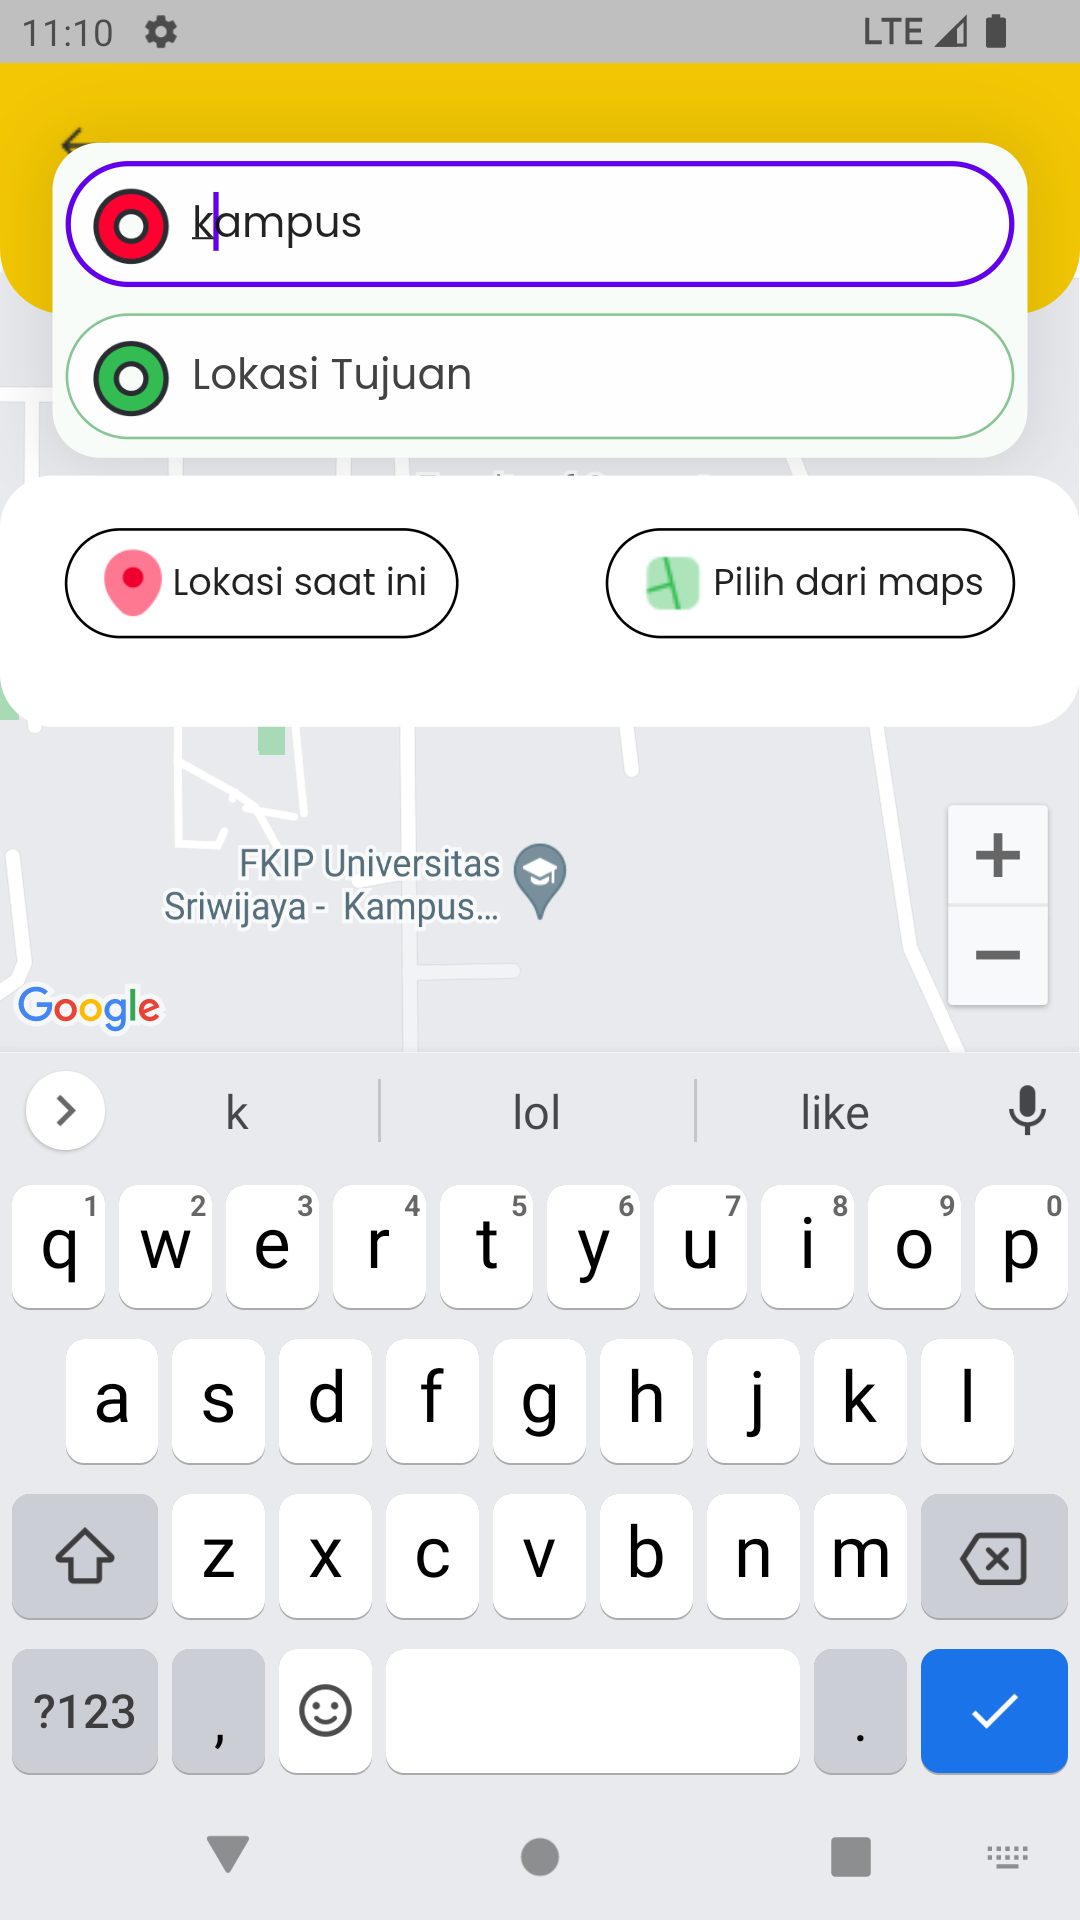 11:10 LTE
kampus
Lokasi Tujuan
Lokasi saat ini
Pilih dari maps
FKIP Universitas
Sriwijaya - Kampus...
Google
k lol like
1 2 3 4 5 6 7 8 9 0
q w e r t y u i o p
a s d f g h j k l
z x c v b n m
?123 , .